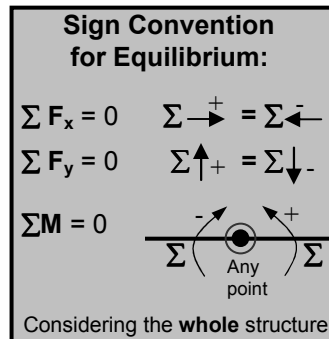 Sign Convention
for Equilibrium:
∑ Fx = 0 ∑ + = ∑ -
∑ Fy = 0 ∑ + = ∑ -
∑M = 0 - +
∑ Any ∑
point
Considering the whole structure